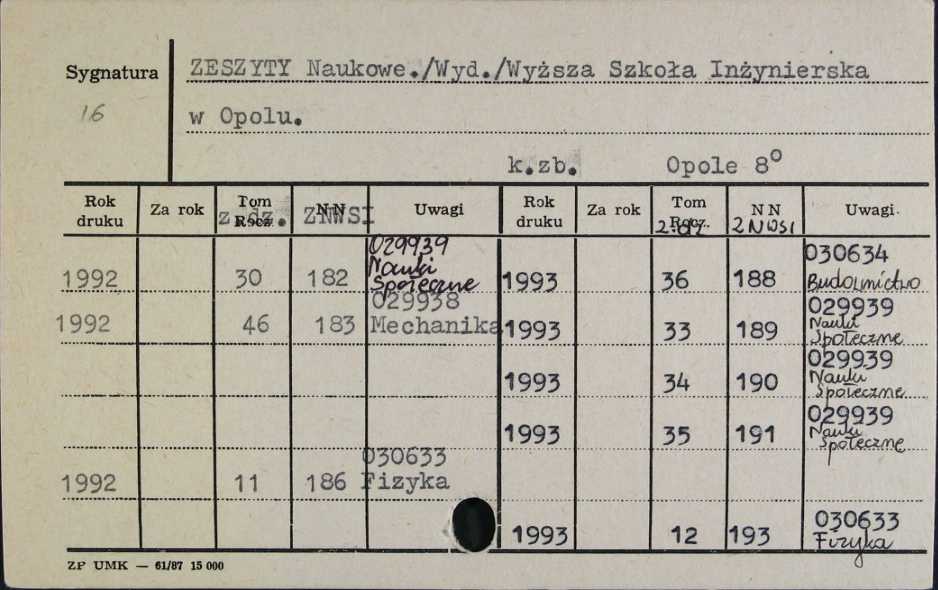 Sygnatura
16
ZESZYTY Naukowe./Wyd./Wyższa Szkoła Inżynierska
w Opolu.
k.zb. Opole 8°
Rok druku Za rok Tom Rocz. NN Uwagi Rok druku Za rok Tom Rocz. NN Uwagi
z.dz. ZNWSI
1992 30 182 029939 Nauki Społeczne 1993 36 188 030634 Budownictwo
1992 46 183 029938 Mechanika 1993 33 189 029939 Nauki Społeczne
1993 34 190 029939 Nauki Społeczne
1993 35 191 029939 Nauki Społeczne
1992 11 186 030633 Fizyka
1993 12 193 030633 Fizyka
ZP UMK — 61/87 15 000